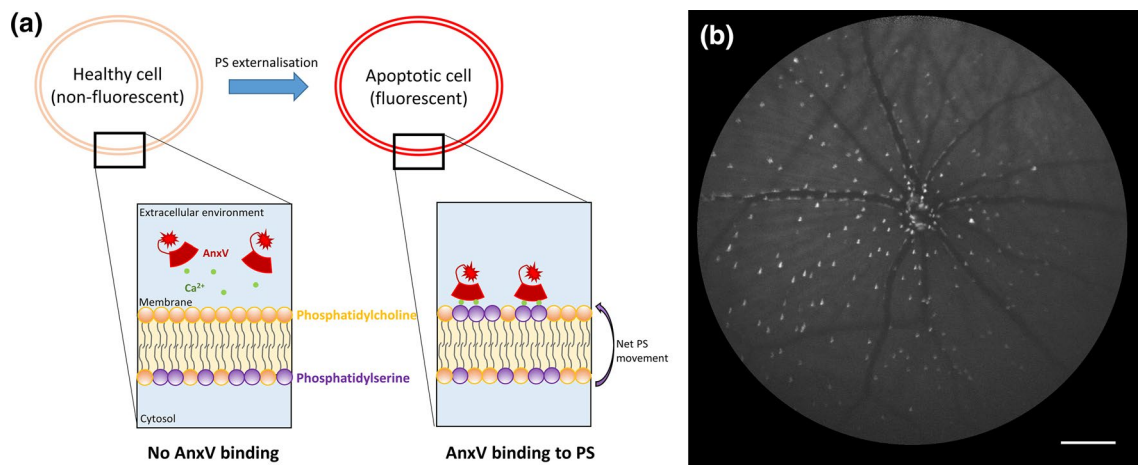 (a)
Healthy cell
(non-fluorescent)
PS externalisation
Apoptotic cell
(fluorescent)
Extracellular environment
AnxV
Ca²⁺
Membrane
Phosphatidylcholine
Phosphatidylserine
Cytosol
No AnxV binding
Net PS
movement
AnxV binding to PS
(b)